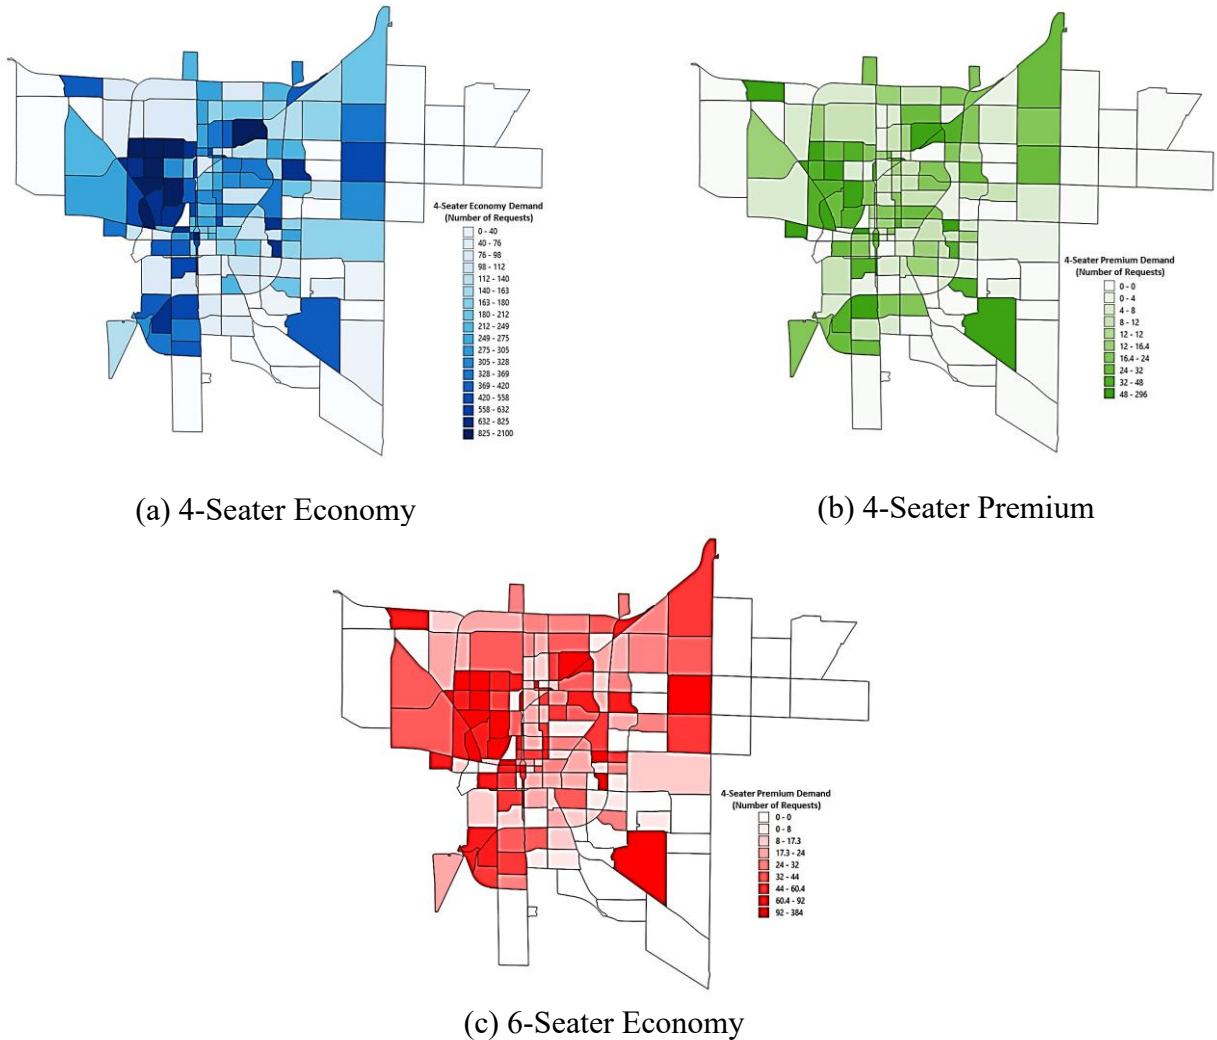 4-Seater Economy Demand
(Number of Requests)
0 - 40
40 - 76
76 - 98
98 - 112
112 - 140
140 - 163
163 - 180
180 - 212
212 - 249
249 - 275
275 - 305
305 - 328
328 - 369
369 - 420
420 - 558
558 - 632
632 - 825
825 - 2100
(a) 4-Seater Economy
4-Seater Premium Demand
(Number of Requests)
0 - 0
0 - 4
4 - 8
8 - 12
12 - 12
12 - 16.4
16.4 - 24
24 - 32
32 - 48
48 - 296
(b) 4-Seater Premium
4-Seater Premium Demand
(Number of Requests)
0 - 0
0 - 8
8 - 17.3
17.3 - 24
24 - 32
32 - 44
44 - 60.4
60.4 - 92
92 - 384
(c) 6-Seater Economy